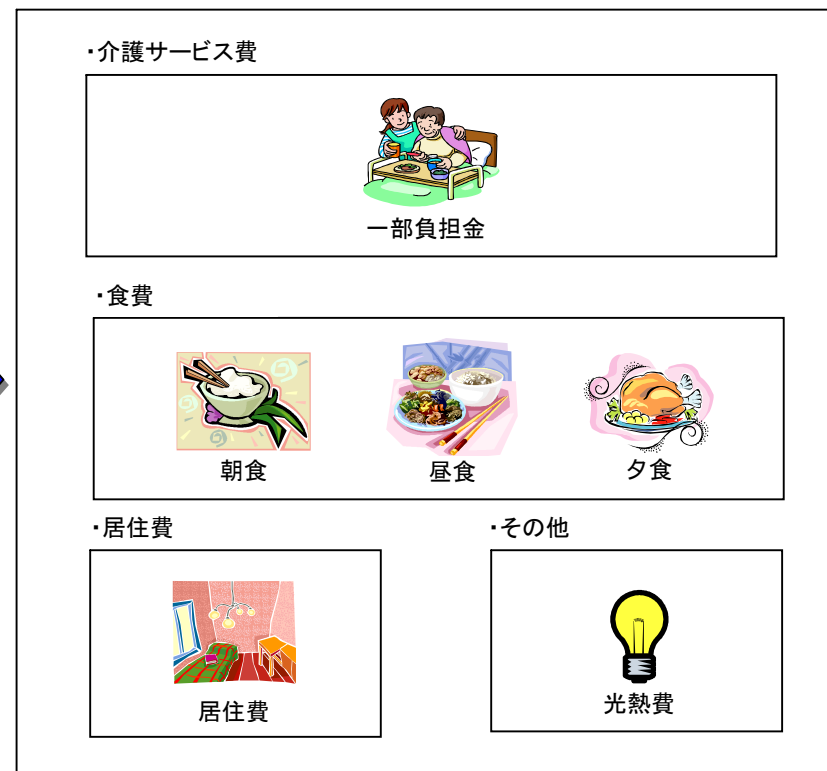 ・介護サービス費
一部負担金
・食費
朝食 昼食 夕食
・居住費 ・その他
居住費 光熱費